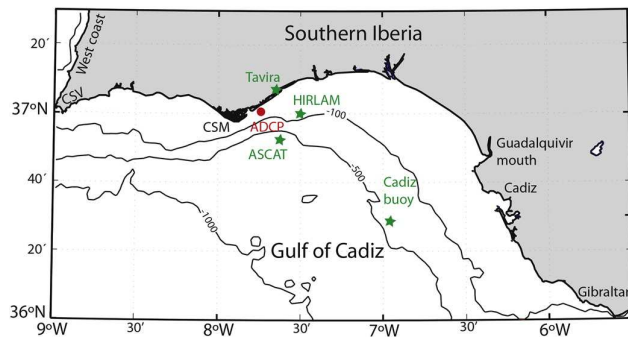 20'
Southern Iberia
West coast
Tavira
CSV
HIRLAM
37ºN
-100
CSM
ADCP
ASCAT
Guadalquivir
mouth
-500
40'
Cadiz
buoy
Cadiz
-1000
20'
Gulf of Cadiz
Gibraltar
36ºN
9ºW
30'
8ºW
30'
7ºW
30'
6ºW